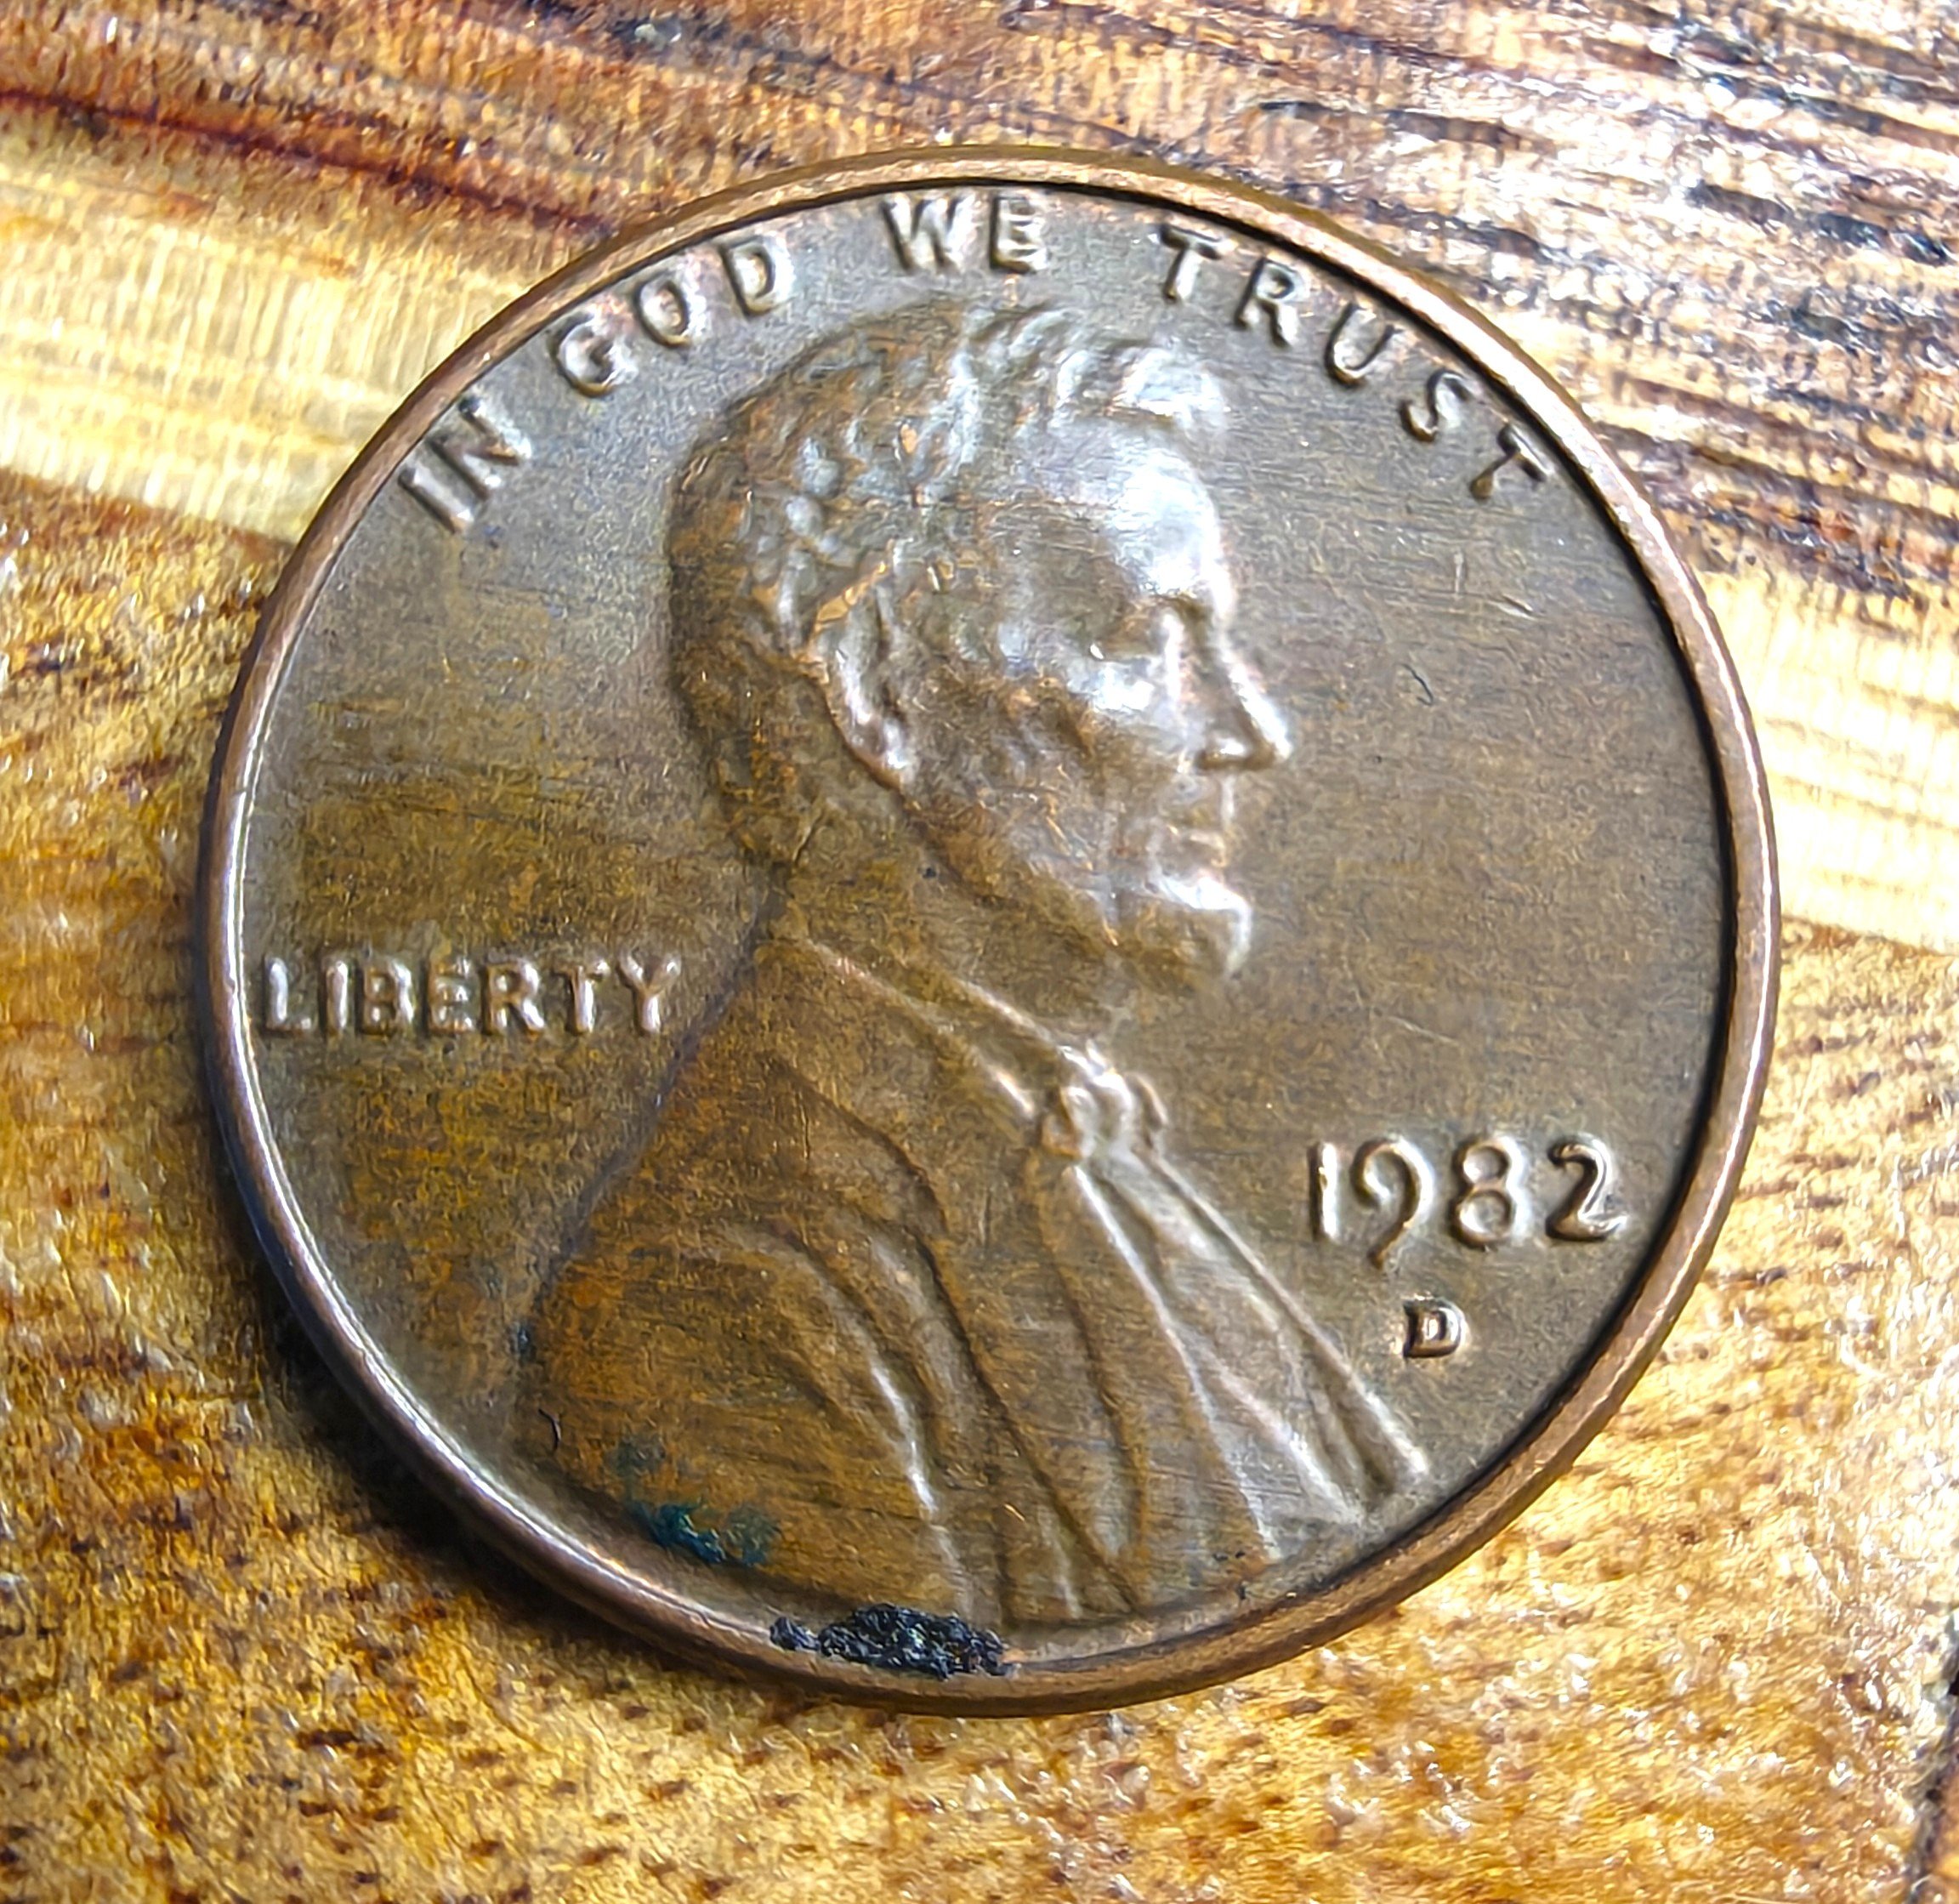 IN GOD WE TRUST
LIBERTY
1982
D